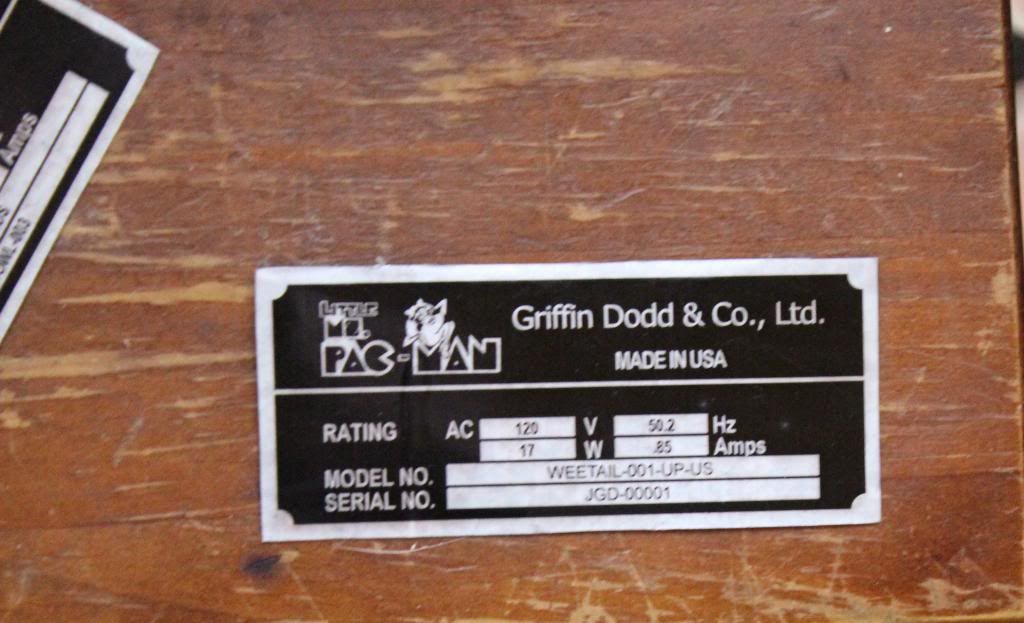 Amps
LITTLE
MR.
PAC-MAN
Griffin Dodd & Co., Ltd.
MADE IN USA
RATING AC 120 V 50.2 Hz
17 W .85 Amps
MODEL NO. WEETAIL-001-UP-US
SERIAL NO. JGD-00001